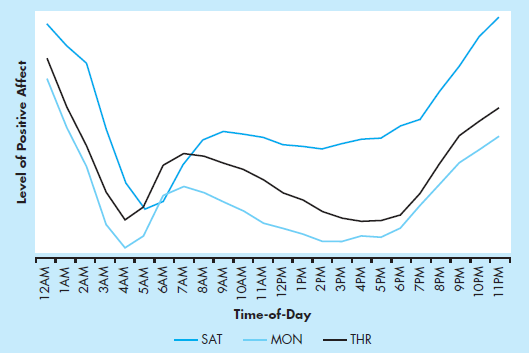 Level of Positive Affect
12AM 1AM 2AM 3AM 4AM 5AM 6AM 7AM 8AM 9AM 10AM 11AM 12PM 1PM 2PM 3PM 4PM 5PM 6PM 7PM 8PM 9PM 10PM 11PM
Time-of-Day
SAT MON THR